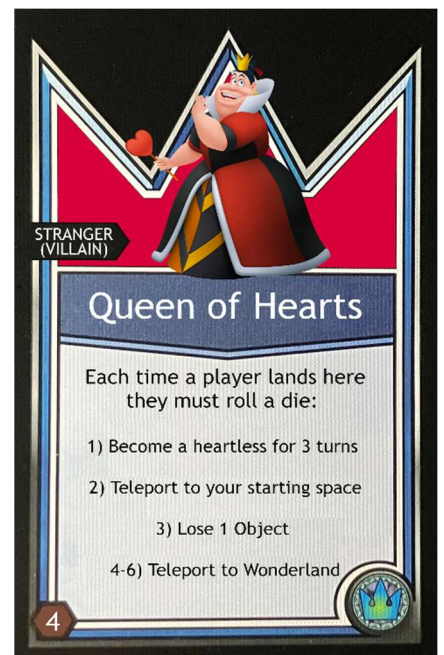 STRANGER
(VILLAIN)
Queen of Hearts
Each time a player lands here
they must roll a die:
1) Become a heartless for 3 turns
2) Teleport to your starting space
3) Lose 1 Object
4-6) Teleport to Wonderland
4